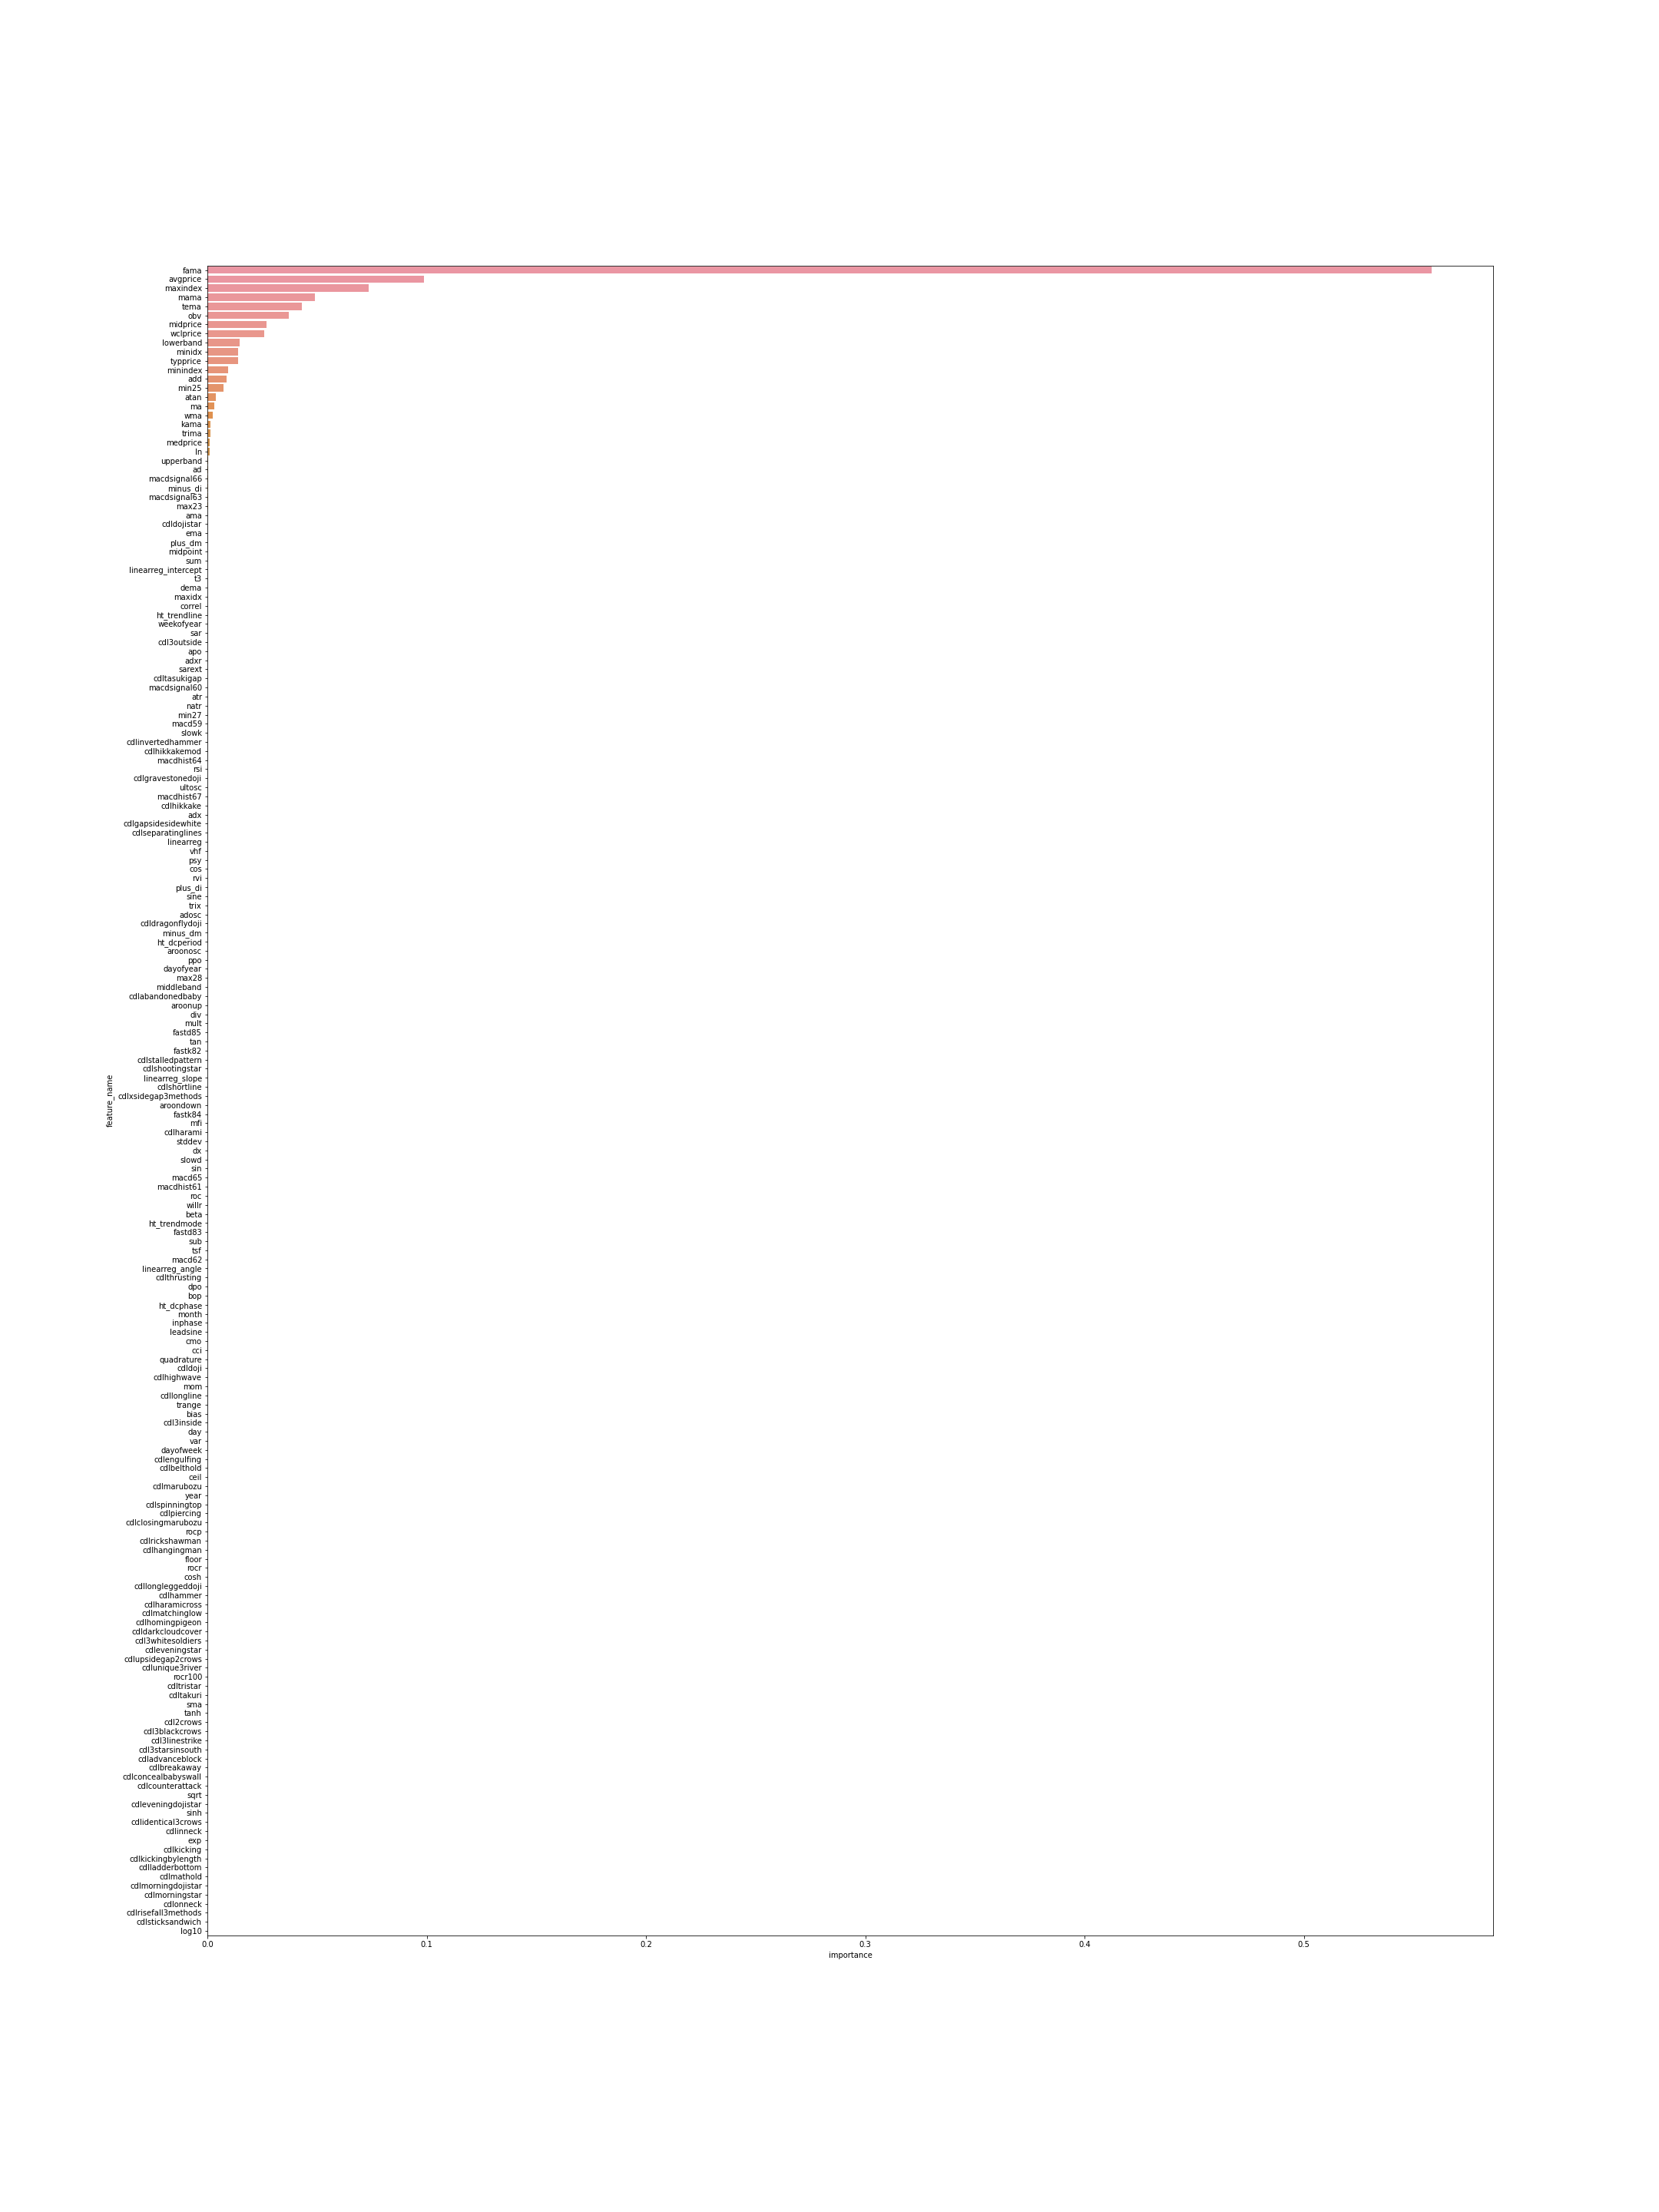 fama
avgprice
maxindex
mama
tema
obv
midprice
wclprice
lowerband
minidx
typprice
minindex
add
min25
atan
ma
wma
kama
trima
medprice
ln
upperband
ad
macdsignal66
minus_di
macdsignal63
max23
ama
cdldojistar
ema
plus_dm
midpoint
sum
linearreg_intercept
t3
dema
maxidx
correl
ht_trendline
weekofyear
sar
cdl3outside
apo
adxr
sarext
cdltasukigap
macdsignal60
atr
natr
min27
macd59
slowk
cdlinvertedhammer
cdlhikkakemod
macdhist64
rsi
cdlgravestonedoji
ultosc
macdhist67
cdlhikkake
adx
cdlgapsidesidewhite
cdlseparatinglines
linearreg
vhf
psy
cos
rvi
plus_di
sine
trix
adosc
cdldragonflydoji
minus_dm
ht_dcperiod
aroonosc
ppo
dayofyear
max28
middleband
cdlabandonedbaby
aroonup
div
mult
fastd85
tan
fastk82
cdlstalledpattern
cdlshootingstar
linearreg_slope
cdlshortline
cdlxsidegap3methods
aroondown
fastk84
mfi
cdlharami
stddev
dx
slowd
sin
macd65
macdhist61
roc
willr
beta
ht_trendmode
fastd83
sub
tsf
macd62
linearreg_angle
cdlthrusting
dpo
bop
ht_dcphase
month
inphase
leadsine
cmo
cci
quadrature
cdldoji
cdlhighwave
mom
cdllongline
trange
bias
cdl3inside
day
var
dayofweek
cdlengulfing
cdlbelthold
ceil
cdlmarubozu
year
cdlspinningtop
cdlpiercing
cdlclosingmarubozu
rocp
cdlrickshawman
cdlhangingman
floor
rocr
cosh
cdllongleggeddoji
cdlhammer
cdlharamicross
cdlmatchinglow
cdlhomingpigeon
cdldarkcloudcover
cdl3whitesoldiers
cdleveningstar
cdlupsidegap2crows
cdlunique3river
rocr100
cdltristar
cdltakuri
sma
tanh
cdl2crows
cdl3blackcrows
cdl3linestrike
cdl3starsinsouth
cdladvanceblock
cdlbreakaway
cdlconcealbabyswall
cdlcounterattack
sqrt
cdleveningdojistar
sinh
cdlidentical3crows
cdlinneck
exp
cdlkicking
cdlkickingbylength
cdlladderbottom
cdlmathold
cdlmorningdojistar
cdlmorningstar
cdlonneck
cdlrisefall3methods
cdlsticksandwich
log10
feature_name
0.0 0.1 0.2 0.3 0.4 0.5
importance